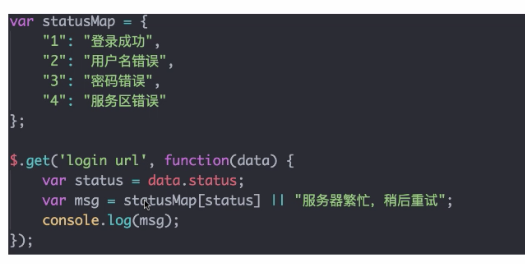 var statusMap = {
    "1": "登录成功",
    "2": "用户名错误",
    "3": "密码错误",
    "4": "服务区错误"
};
$.get('login url', function(data) {
    var status = data.status;
    var msg = statusMap[status] || "服务器繁忙, 稍后重试";
    console.log(msg);
});